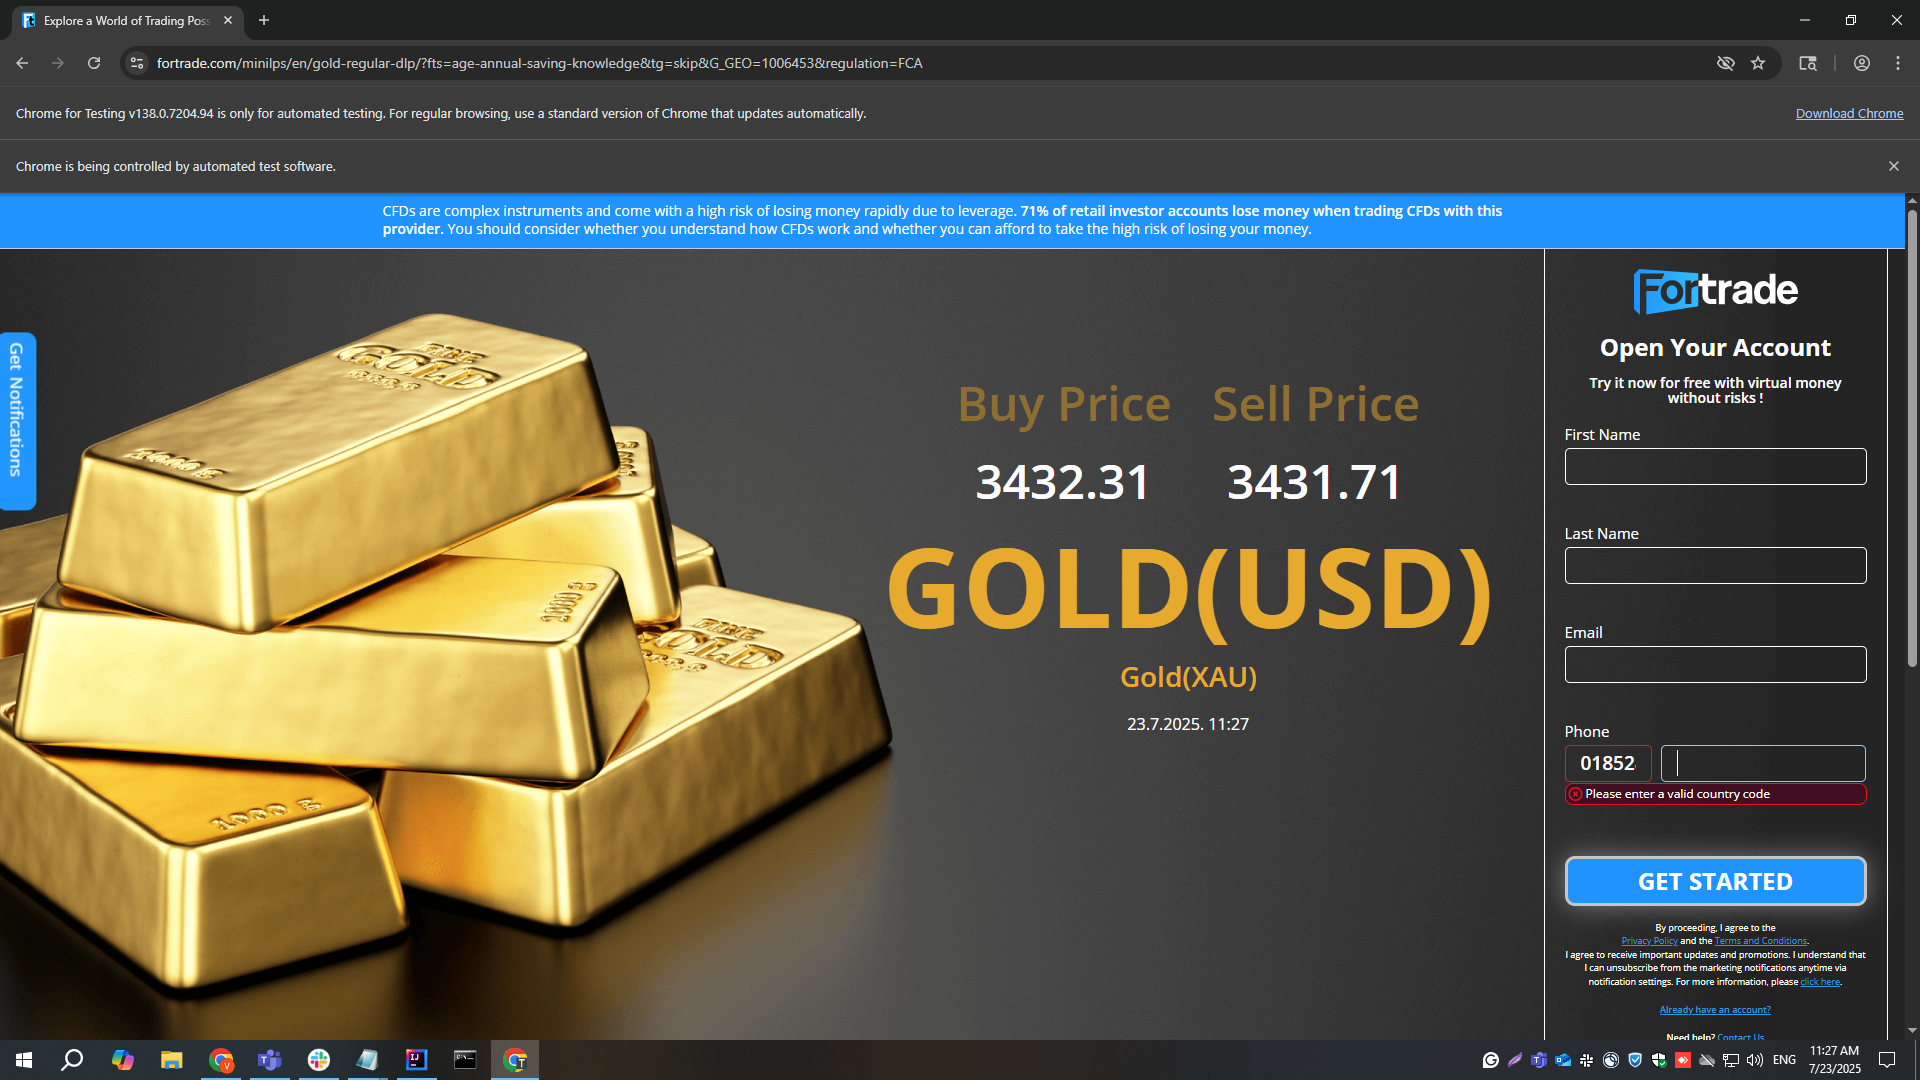 Explore a World of Trading Poss
fortrade.com/minilps/en/gold-regular-dlp/?fts=age-annual-saving-knowledge&tg=skip&G_GEO=1006453&regulation=FCA
Chrome for Testing v138.0.7204.94 is only for automated testing. For regular browsing, use a standard version of Chrome that updates automatically.
Download Chrome
Chrome is being controlled by automated test software.
CFDs are complex instruments and come with a high risk of losing money rapidly due to leverage. 71% of retail investor accounts lose money when trading CFDs with this
provider. You should consider whether you understand how CFDs work and whether you can afford to take the high risk of losing your money.
Get Notifications
FINE
GOLD
999.9
1000 g
1000 g
FINE
GOLD
1000 g
Buy Price Sell Price
3432.31 3431.71
GOLD(USD)
Gold(XAU)
23.7.2025. 11:27
Fortrade
Open Your Account
Try it now for free with virtual money
without risks !
First Name
Last Name
Email
Phone
01852
Please enter a valid country code
GET STARTED
By proceeding, I agree to the
Privacy Policy and the Terms and Conditions.
I agree to receive important updates and promotions. I understand that
I can unsubscribe from the marketing notifications anytime via
notification settings. For more information, please click here.
Already have an account?
Need help? Contact Us
ENG
11:27 AM
7/23/2025